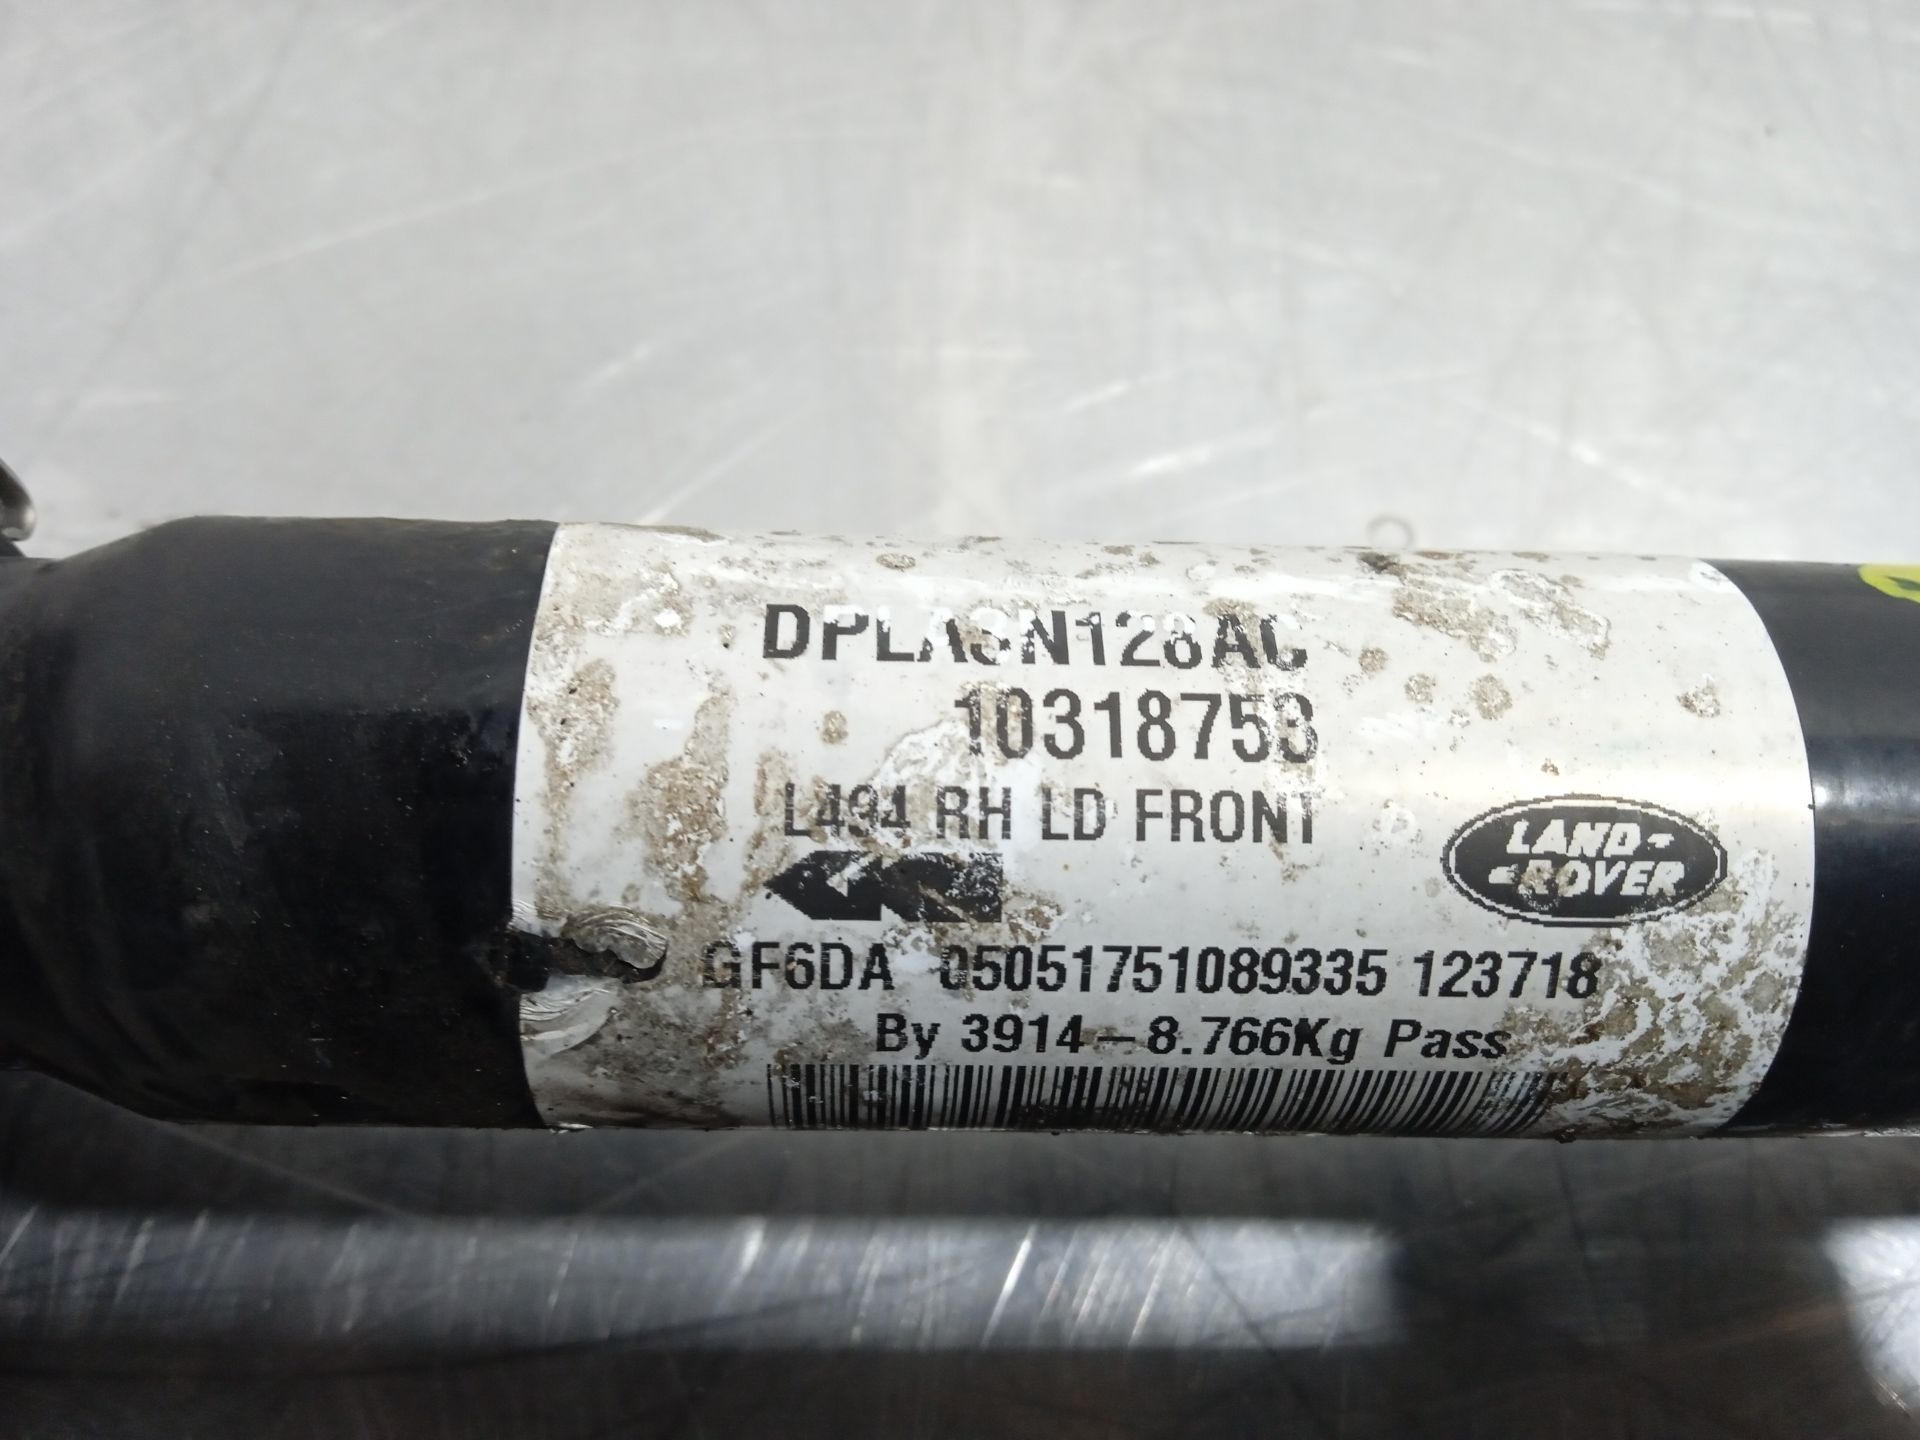 DPLA3N128AC
10318753
L494 RH LD FRONT
LAND-
-ROVER
GF6DA 05051751089335 123718
By 3914-8.766Kg Pass